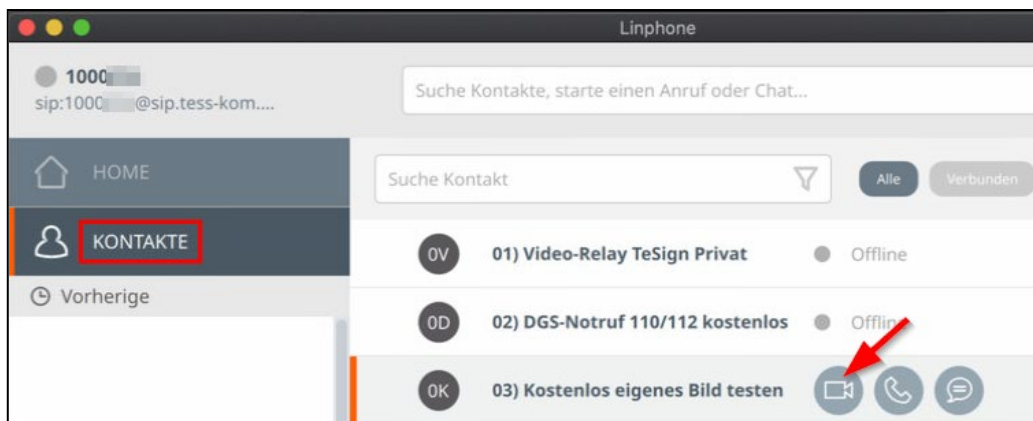 Linphone
1000
sip:1000 @sip.tess-kom....
Suche Kontakte, starte einen Anruf oder Chat...
HOME
Suche Kontakt
Alle
Verbunden
KONTAKTE
0V 01) Video-Relay TeSign Privat Offline
Vorherige
0D 02) DGS-Notruf 110/112 kostenlos Offline
0K 03) Kostenlos eigenes Bild testen